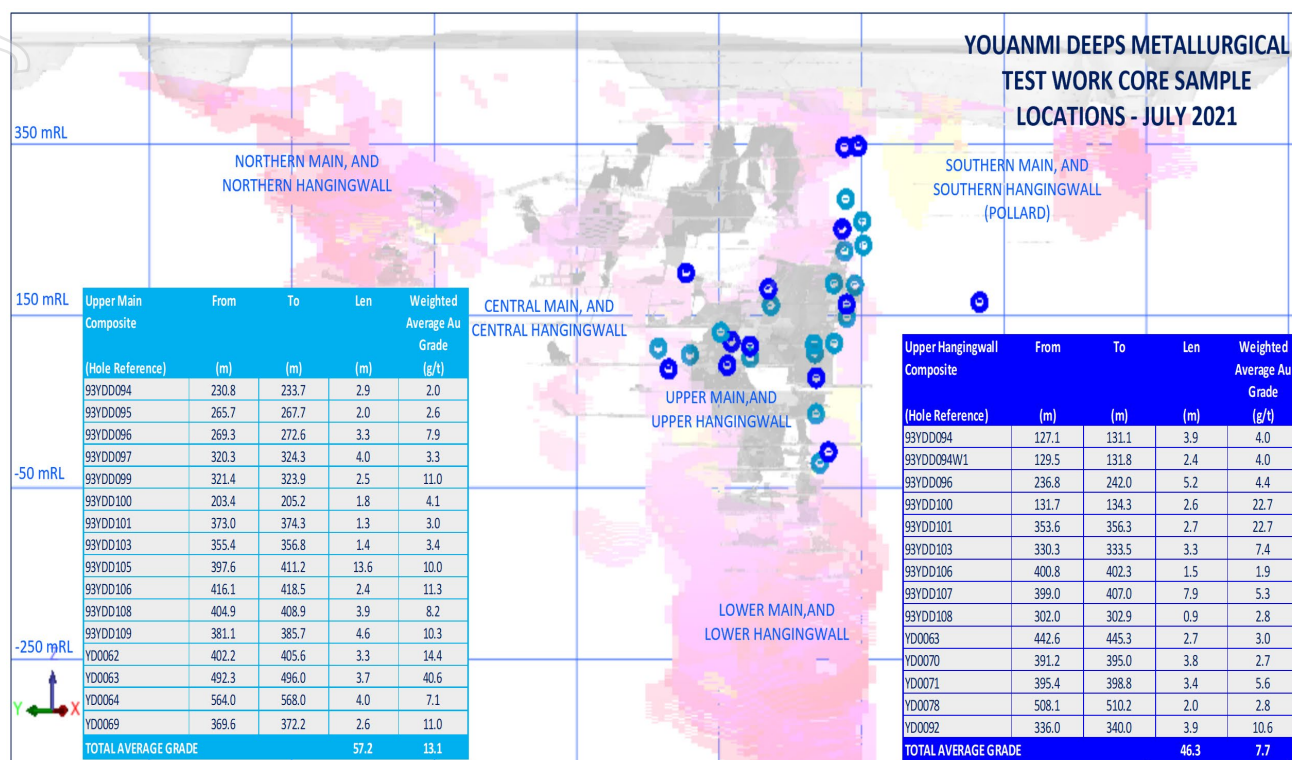 YOUANMI DEEPS METALLURGICAL
TEST WORK CORE SAMPLE
LOCATIONS - JULY 2021
350 mRL
NORTHERN MAIN, AND
NORTHERN HANGINGWALL
SOUTHERN MAIN, AND
SOUTHERN HANGINGWALL
(POLLARD)
150 mRL
CENTRAL MAIN, AND
CENTRAL HANGINGWALL
UPPER MAIN,AND
UPPER HANGINGWALL
-50 mRL
LOWER MAIN,AND
LOWER HANGINGWALL
-250 mRL
Z
Y X
Upper Main From To Len Weighted
Composite Average Au
Grade
(Hole Reference) (m) (m) (m) (g/t)
93YDD094 230.8 233.7 2.9 2.0
93YDD095 265.7 267.7 2.0 2.6
93YDD096 269.3 272.6 3.3 7.9
93YDD097 320.3 324.3 4.0 3.3
93YDD099 321.4 323.9 2.5 11.0
93YDD100 203.4 205.2 1.8 4.1
93YDD101 373.0 374.3 1.3 3.0
93YDD103 355.4 356.8 1.4 3.4
93YDD105 397.6 411.2 13.6 10.0
93YDD106 416.1 418.5 2.4 11.3
93YDD108 404.9 408.9 3.9 8.2
93YDD109 381.1 385.7 4.6 10.3
YD0062 402.2 405.6 3.3 14.4
YD0063 492.3 496.0 3.7 40.6
YD0064 564.0 568.0 4.0 7.1
YD0069 369.6 372.2 2.6 11.0
TOTAL AVERAGE GRADE 57.2 13.1
Upper Hangingwall From To Len Weighted
Composite Average Au
Grade
(Hole Reference) (m) (m) (m) (g/t)
93YDD094 127.1 131.1 3.9 4.0
93YDD094W1 129.5 131.8 2.4 4.0
93YDD096 236.8 242.0 5.2 4.4
93YDD100 131.7 134.3 2.6 22.7
93YDD101 353.6 356.3 2.7 22.7
93YDD103 330.3 333.5 3.3 7.4
93YDD106 400.8 402.3 1.5 1.9
93YDD107 399.0 407.0 7.9 5.3
93YDD108 302.0 302.9 0.9 2.8
YD0063 442.6 445.3 2.7 3.0
YD0070 391.2 395.0 3.8 2.7
YD0071 395.4 398.8 3.4 5.6
YD0078 508.1 510.2 2.0 2.8
YD0092 336.0 340.0 3.9 10.6
TOTAL AVERAGE GRADE 46.3 7.7